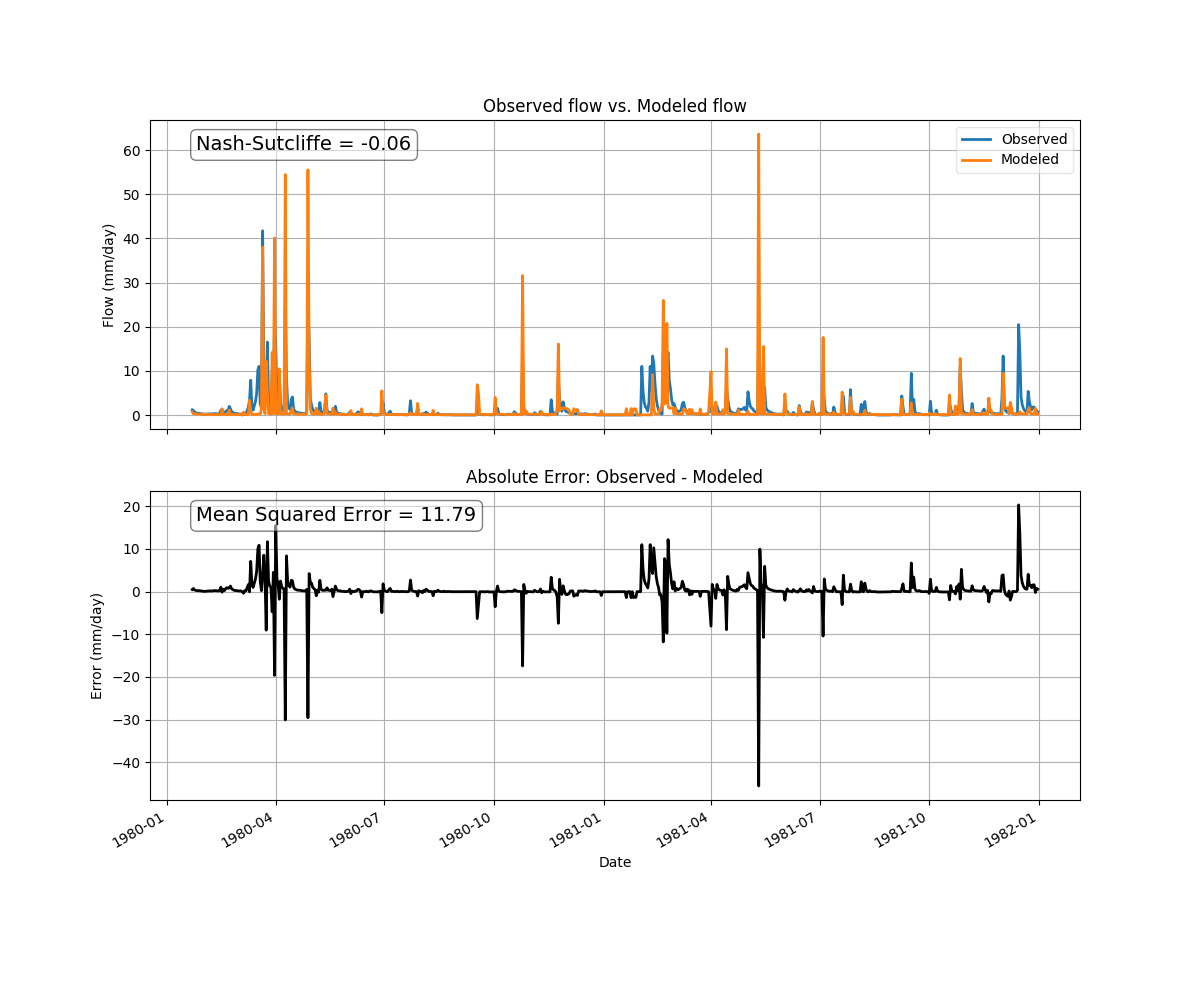 Observed flow vs. Modeled flow
Nash-Sutcliffe = -0.06
Observed
Modeled
60
50
40
30
20
10
0
Flow (mm/day)
Absolute Error: Observed - Modeled
Mean Squared Error = 11.79
20
10
0
−10
−20
−30
−40
Error (mm/day)
1980-01
1980-04
1980-07
1980-10
1981-01
1981-04
1981-07
1981-10
1982-01
Date